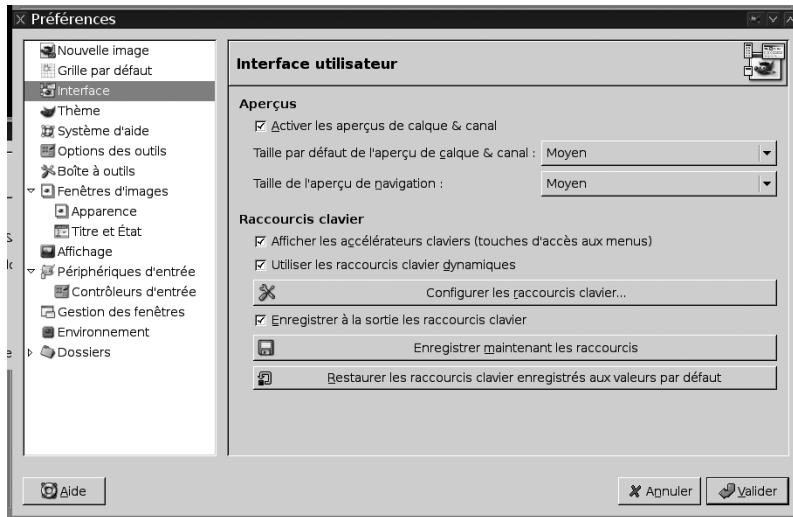 Préférences
Nouvelle image
Grille par défaut
Interface
Thème
Système d'aide
Options des outils
Boîte à outils
Fenêtres d'images
Apparence
Titre et État
Affichage
Périphériques d'entrée
Contrôleurs d'entrée
Gestion des fenêtres
Environnement
Dossiers
Interface utilisateur
Aperçus
Activer les aperçus de calque & canal
Taille par défaut de l'aperçu de calque & canal : Moyen
Taille de l'aperçu de navigation : Moyen
Raccourcis clavier
Afficher les accélérateurs claviers (touches d'accès aux menus)
Utiliser les raccourcis clavier dynamiques
Configurer les raccourcis clavier...
Enregistrer à la sortie les raccourcis clavier
Enregistrer maintenant les raccourcis
Restaurer les raccourcis clavier enregistrés aux valeurs par défaut
Aide
Annuler
Valider